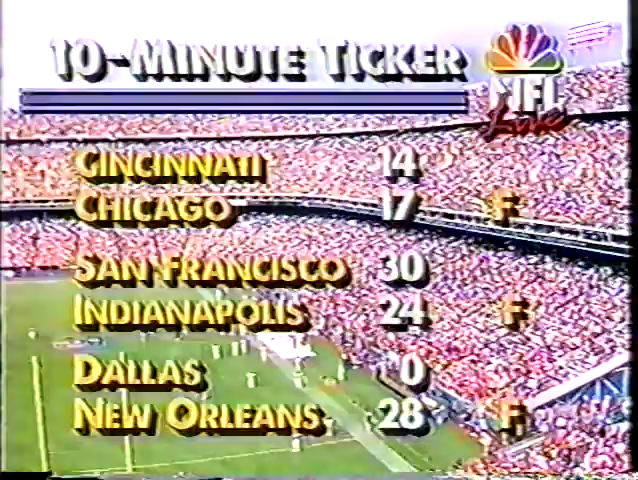 10-MINUTE TICKER
NFL
Live
CINCINNATI 14
CHICAGO 17 F
SAN FRANCISCO 30
INDIANAPOLIS 24 F
DALLAS 0
NEW ORLEANS 28 F